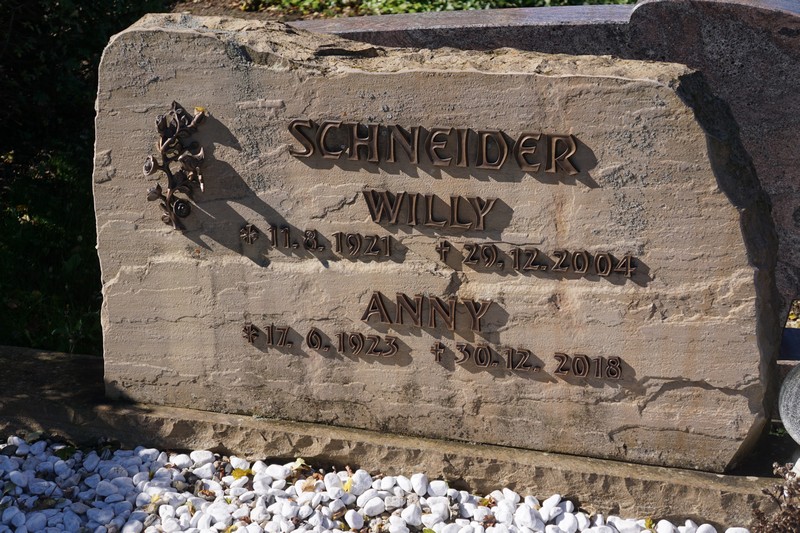 SCHNEIDER
WILLY
* 11. 8. 1921 † 29. 12. 2004
ANNY
* 17. 6. 1923 † 30. 12. 2018